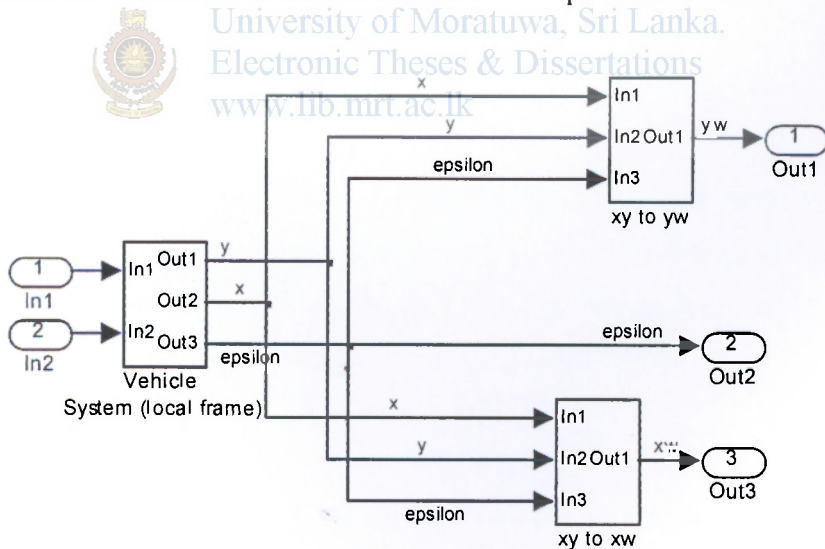 University of Moratuwa, Sri Lanka.
Electronic Theses & Dissertations
www.lib.mrt.ac.lk
x
In1
y
In2 Out1
yw
1
Out1
epsilon
In3
xy to yw
1
In1
In1 Out1
y
Out2
x
2
In2
In2
Out3
epsilon
epsilon
2
Out2
Vehicle
System (local frame)
x
In1
y
In2 Out1
xw
3
Out3
epsilon
In3
xy to xw